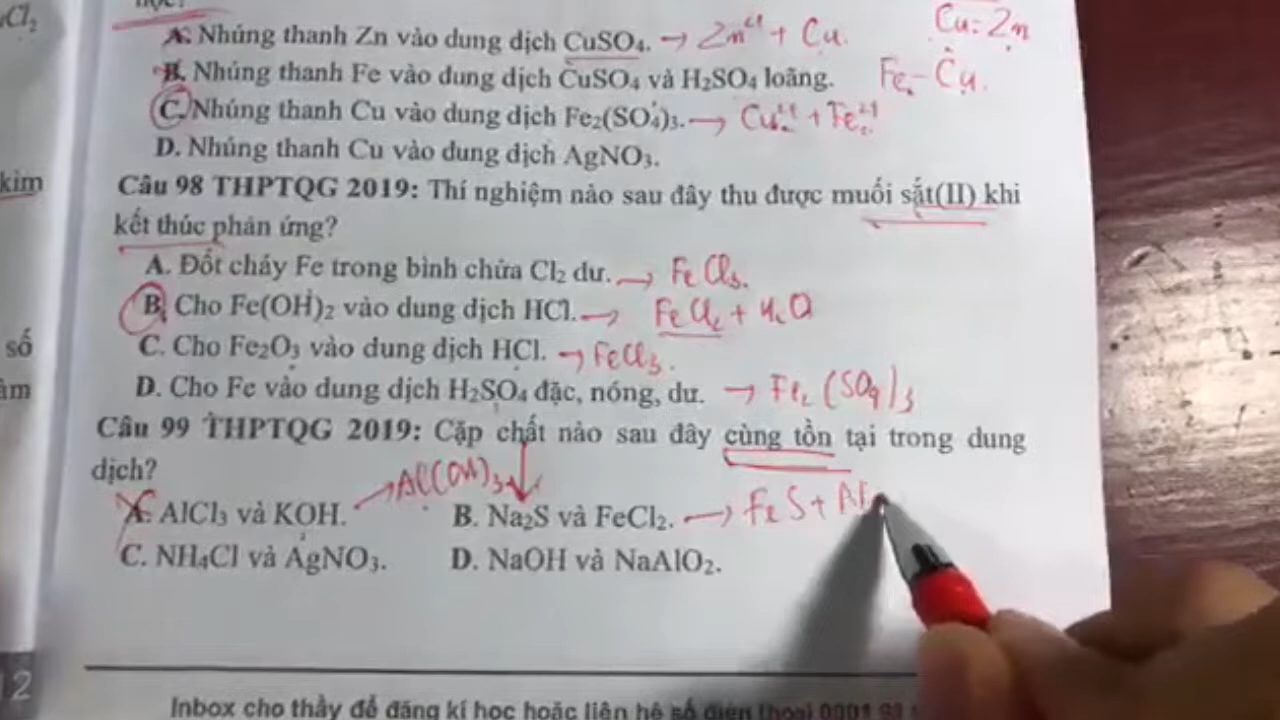 Cl₂
học?
A. Nhúng thanh Zn vào dung dịch CuSO₄. → Zn²⁺ + Cu. Cu - Zn
B. Nhúng thanh Fe vào dung dịch CuSO₄ và H₂SO₄ loãng. Fe - Cu.
C. Nhúng thanh Cu vào dung dịch Fe₂(SO₄)₃. → Cu²⁺ + Fe²⁺
D. Nhúng thanh Cu vào dung dịch AgNO₃.
kim
Câu 98 THPTQG 2019: Thí nghiệm nào sau đây thu được muối sắt(II) khi
kết thúc phản ứng?
A. Đốt cháy Fe trong bình chứa Cl₂ dư. → FeCl₃.
B. Cho Fe(OH)₂ vào dung dịch HCl. → FeCl₂ + H₂O
số
C. Cho Fe₂O₃ vào dung dịch HCl. → FeCl₃.
D. Cho Fe vào dung dịch H₂SO₄ đặc, nóng, dư. → Fe₂(SO₄)₃
Câu 99 THPTQG 2019: Cặp chất nào sau đây cùng tồn tại trong dung
dịch?
→ Al(OH)₃ ↓
A. AlCl₃ và KOH. B. Na₂S và FeCl₂. → FeS +
C. NH₄Cl và AgNO₃. D. NaOH và NaAlO₂.
12
Inbox cho thầy để đăng kí học hoặc liên hệ số điện thoại